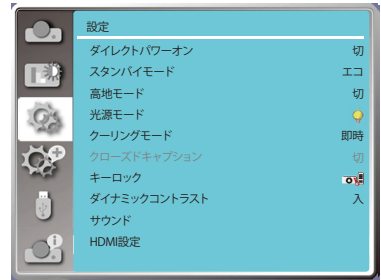 設定
ダイレクトパワーオン 切
スタンバイモード エコ
高地モード 切
光源モード
クーリングモード 即時
クローズドキャプション 切
キーロック
ダイナミックコントラスト 入
サウンド
HDMI設定